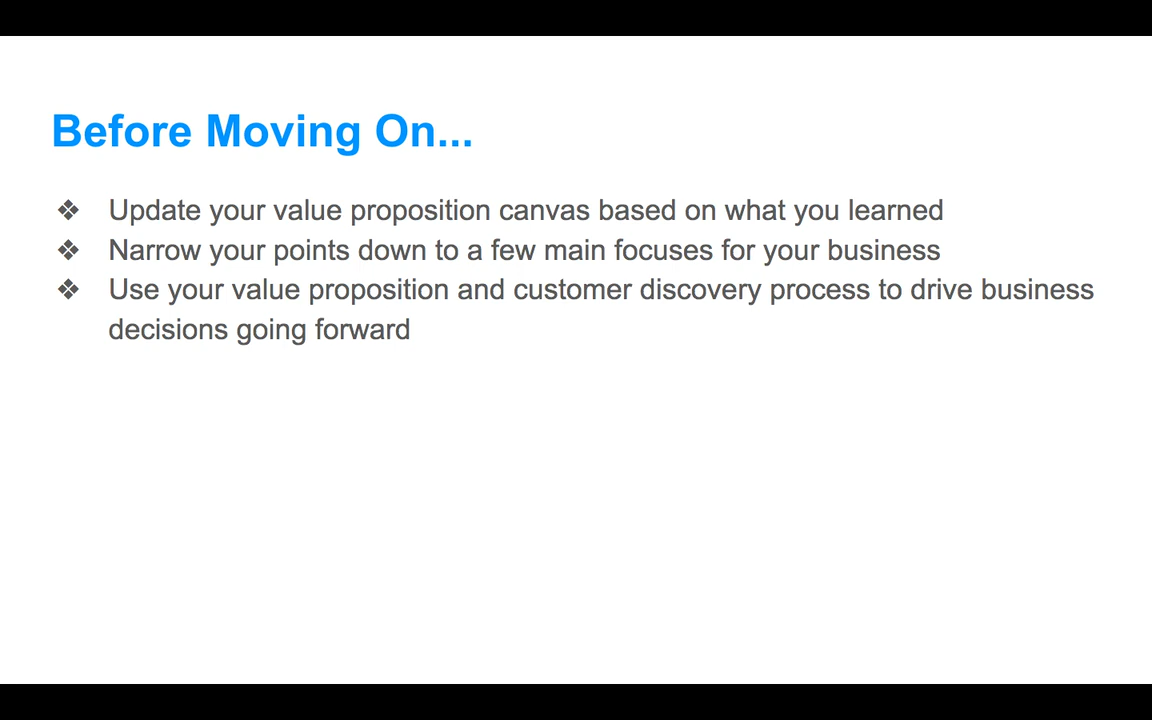 Before Moving On...
❖ Update your value proposition canvas based on what you learned
❖ Narrow your points down to a few main focuses for your business
❖ Use your value proposition and customer discovery process to drive business
decisions going forward